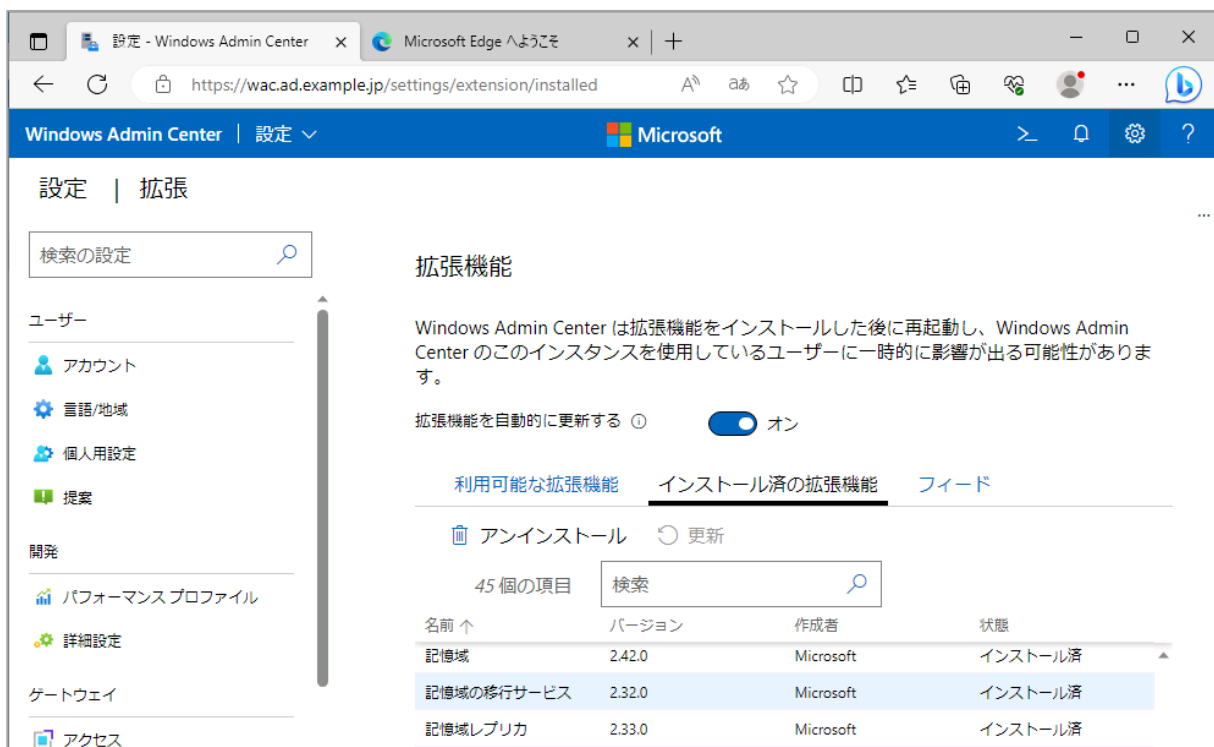 設定 - Windows Admin Center
Microsoft Edge へようこそ
https://wac.ad.example.jp/settings/extension/installed
Windows Admin Center | 設定
Microsoft
設定 | 拡張
検索の設定
ユーザー
アカウント
言語/地域
個人用設定
提案
開発
パフォーマンス プロファイル
詳細設定
ゲートウェイ
アクセス
拡張機能
Windows Admin Center は拡張機能をインストールした後に再起動し、Windows Admin
Center のこのインスタンスを使用しているユーザーに一時的に影響が出る可能性がありま
す。
拡張機能を自動的に更新する オン
利用可能な拡張機能 インストール済の拡張機能 フィード
アンインストール 更新
45 個の項目 検索
名前 バージョン 作成者 状態
記憶域 2.42.0 Microsoft インストール済
記憶域の移行サービス 2.32.0 Microsoft インストール済
記憶域レプリカ 2.33.0 Microsoft インストール済